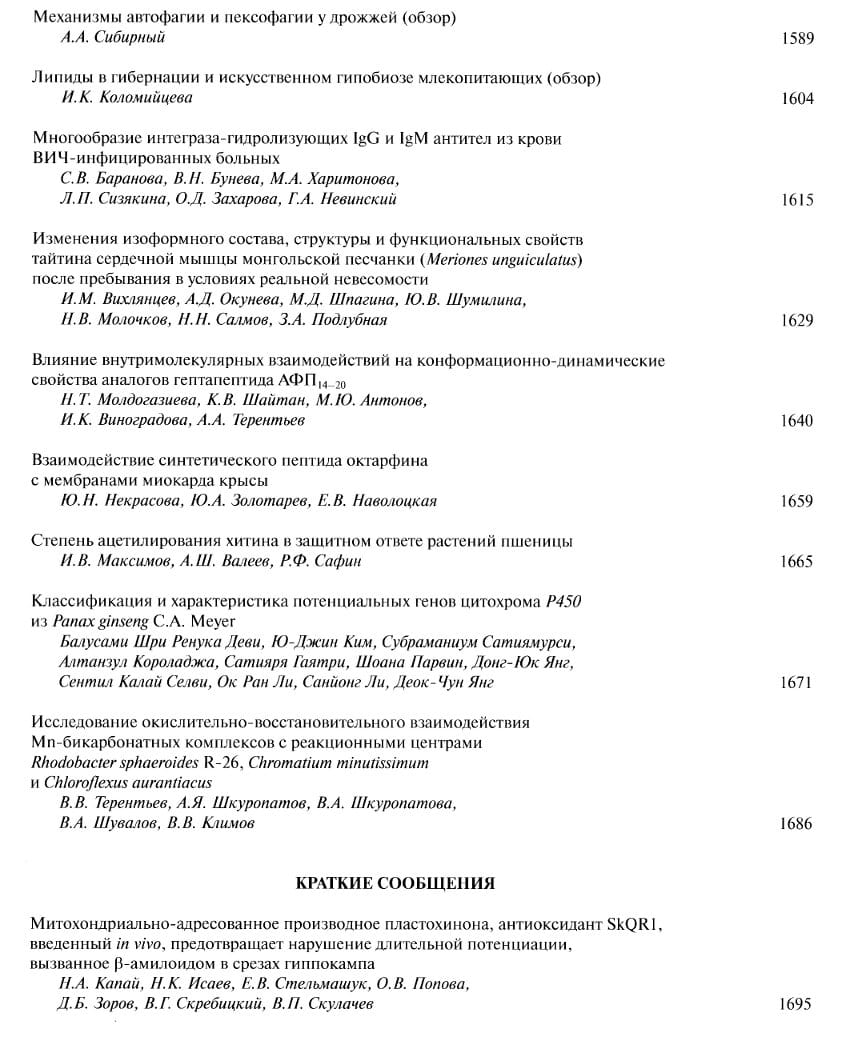 Механизмы автофагии и пексофагии у дрожжей (обзор)
А.А. Сибирный 1589
Липиды в гибернации и искусственном гипобиозе млекопитающих (обзор)
И.К. Коломийцева 1604
Многообразие интеграза-гидролизующих IgG и IgM антител из крови
ВИЧ-инфицированных больных
С.В. Баранова, В.Н. Бунева, М.А. Харитонова,
Л.П. Сизякина, О.Д. Захарова, Г.А. Невинский 1615
Изменения изоформного состава, структуры и функциональных свойств
тайтина сердечной мышцы монгольской песчанки (Meriones unguiculatus)
после пребывания в условиях реальной невесомости
И.М. Вихлянцев, А.Д. Окунева, М.Д. Шпагина, Ю.В. Шумилина,
Н.В. Молочков, Н.Н. Салмов, З.А. Подлубная 1629
Влияние внутримолекулярных взаимодействий на конформационно-динамические
свойства аналогов гептапептида АФП14–20
Н.Т. Молдогазиева, К.В. Шайтан, М.Ю. Антонов,
И.К. Виноградова, А.А. Терентьев 1640
Взаимодействие синтетического пептида октарфина
с мембранами миокарда крысы
Ю.Н. Некрасова, Ю.А. Золотарев, Е.В. Наволоцкая 1659
Степень ацетилирования хитина в защитном ответе растений пшеницы
И.В. Максимов, А.Ш. Валеев, Р.Ф. Сафин 1665
Классификация и характеристика потенциальных генов цитохрома P450
из Panax ginseng C.A. Meyer
Балусами Шри Ренука Деви, Ю-Джин Ким, Субраманиум Сатиямурси,
Алтанзул Короладжа, Сатияря Гаятри, Шоана Парвин, Донг-Юк Янг,
Сентил Калай Селви, Ок Ран Ли, Санйонг Ли, Деок-Чун Янг 1671
Исследование окислительно-восстановительного взаимодействия
Mn-бикарбонатных комплексов с реакционными центрами
Rhodobacter sphaeroides R-26, Chromatium minutissimum
и Chloroflexus aurantiacus
В.В. Терентьев, А.Я. Шкуропатов, В.А. Шкуропатова,
В.А. Шувалов, В.В. Климов 1686
КРАТКИЕ СООБЩЕНИЯ
Митохондриально-адресованное производное пластохинона, антиоксидант SkQR1,
введенный in vivo, предотвращает нарушение длительной потенциации,
вызванное β-амилоидом в срезах гиппокампа
Н.А. Капай, Н.К. Исаев, Е.В. Стельмашук, О.В. Попова,
Д.Б. Зоров, В.Г. Скребицкий, В.П. Скулачев 1695